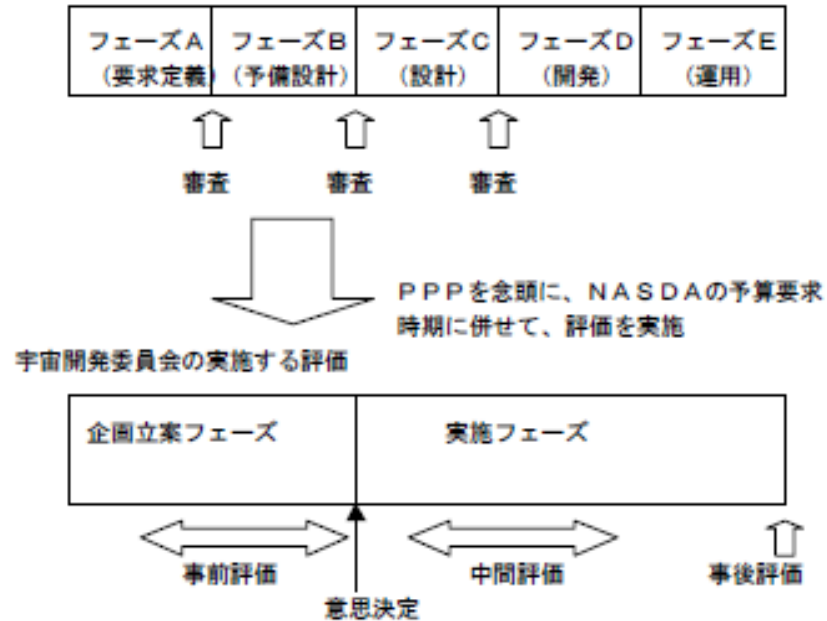 フェーズA フェーズB フェーズC フェーズD フェーズE
(要求定義) (予備設計) (設計) (開発) (運用)
審査 審査 審査
PPPを念頭に、NASDAの予算要求
時期に併せて、評価を実施
宇宙開発委員会の実施する評価
企画立案フェーズ 実施フェーズ
事前評価 中間評価 事後評価
意思決定